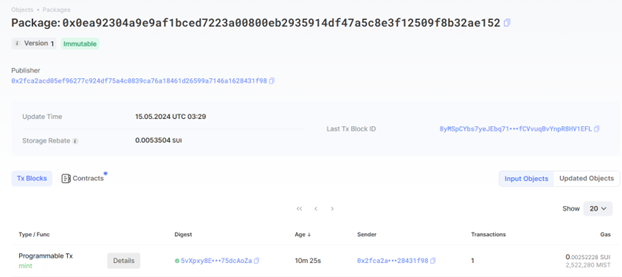 Objects • Packages
Package: 0x0ea92304a9e9af1bced7223a00800eb2935914df47a5c8e3f12509f8b32ae152
Version 1 Immutable
Publisher
0x2fca2acd05ef96277c924df75a4c0839ca76a18461d26599a7146a1628431f98
Update Time 15.05.2024 UTC 03:29
Last Tx Block ID 8yMSpCYbs7yeJEbq71•••fCVvuqBvYnpR8HV1EFL
Storage Rebate 0.0053504 SUI
Tx Blocks Contracts Input Objects Updated Objects
Show 20
Type / Func Digest Age Sender Transactions Gas
Programmable Tx Details 5vXpxy8E•••75dcAoZa 10m 25s 0x2fca2a•••28431f98 1 0.00252228 SUI
mint 2,522,280 MIST